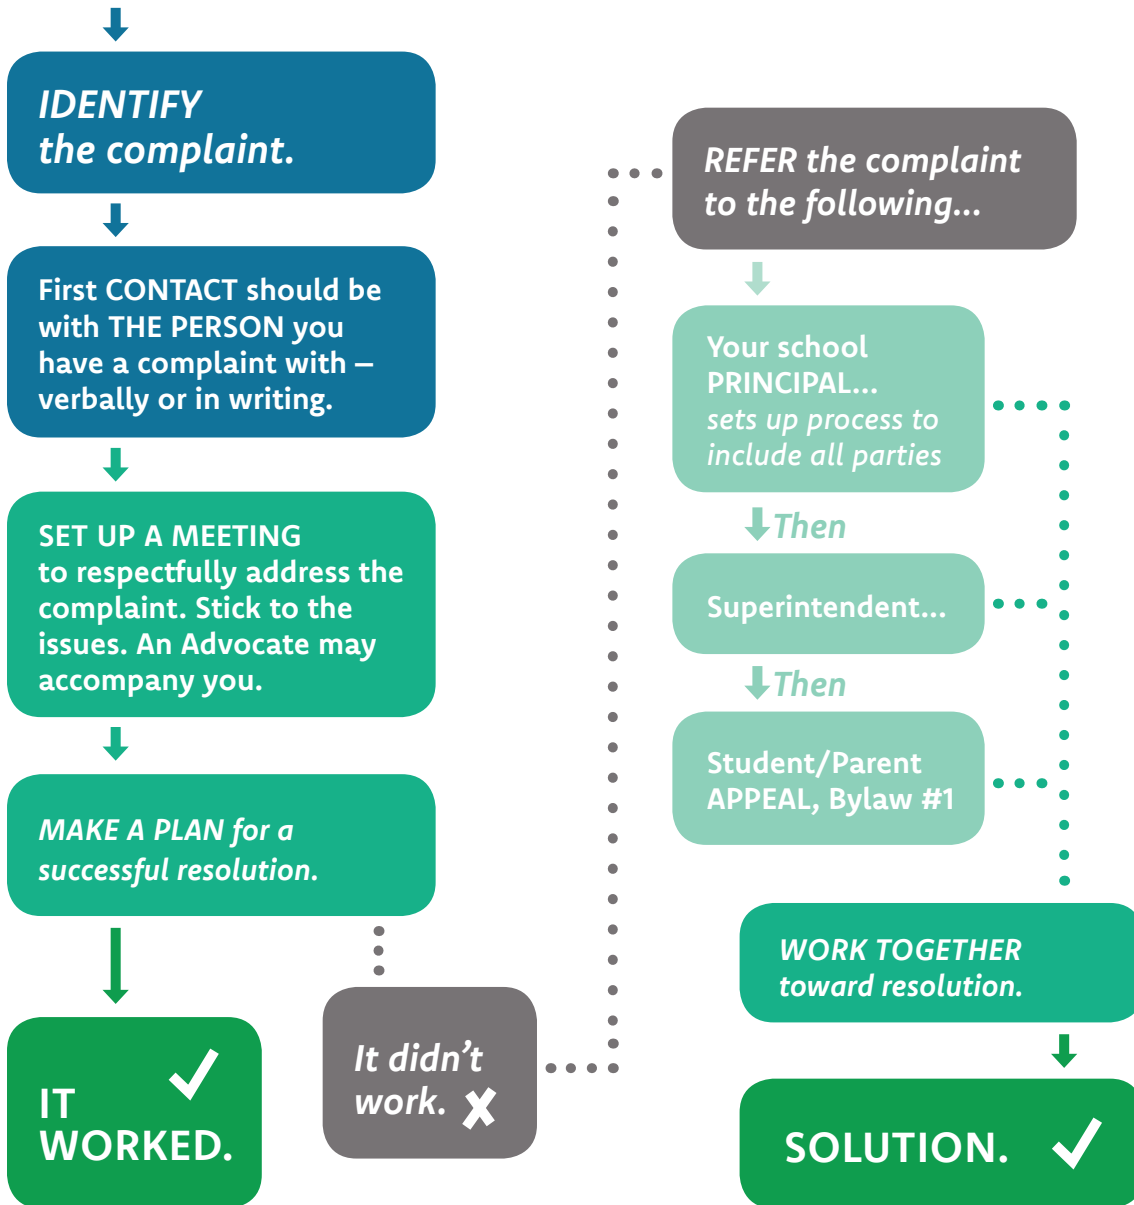 IDENTIFY
the complaint.
First CONTACT should be
with THE PERSON you
have a complaint with –
verbally or in writing.
SET UP A MEETING
to respectfully address the
complaint. Stick to the
issues. An Advocate may
accompany you.
MAKE A PLAN for a
successful resolution.
IT
WORKED.
It didn't
work.
REFER the complaint
to the following...
Your school
PRINCIPAL...
sets up process to
include all parties
Then
Superintendent...
Then
Student/Parent
APPEAL, Bylaw #1
WORK TOGETHER
toward resolution.
SOLUTION.